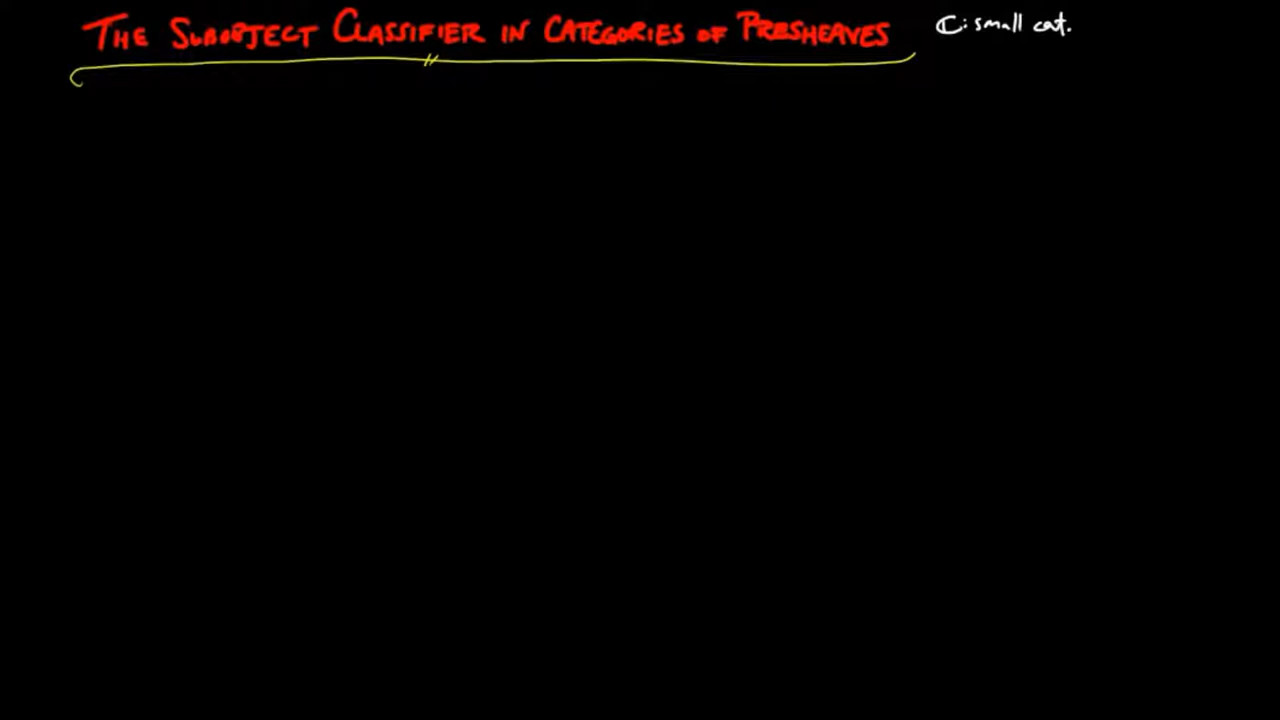 THE SUBOBJECT CLASSIFIER IN CATEGORIES OF PRESHEAVES
ℂ: small cat.